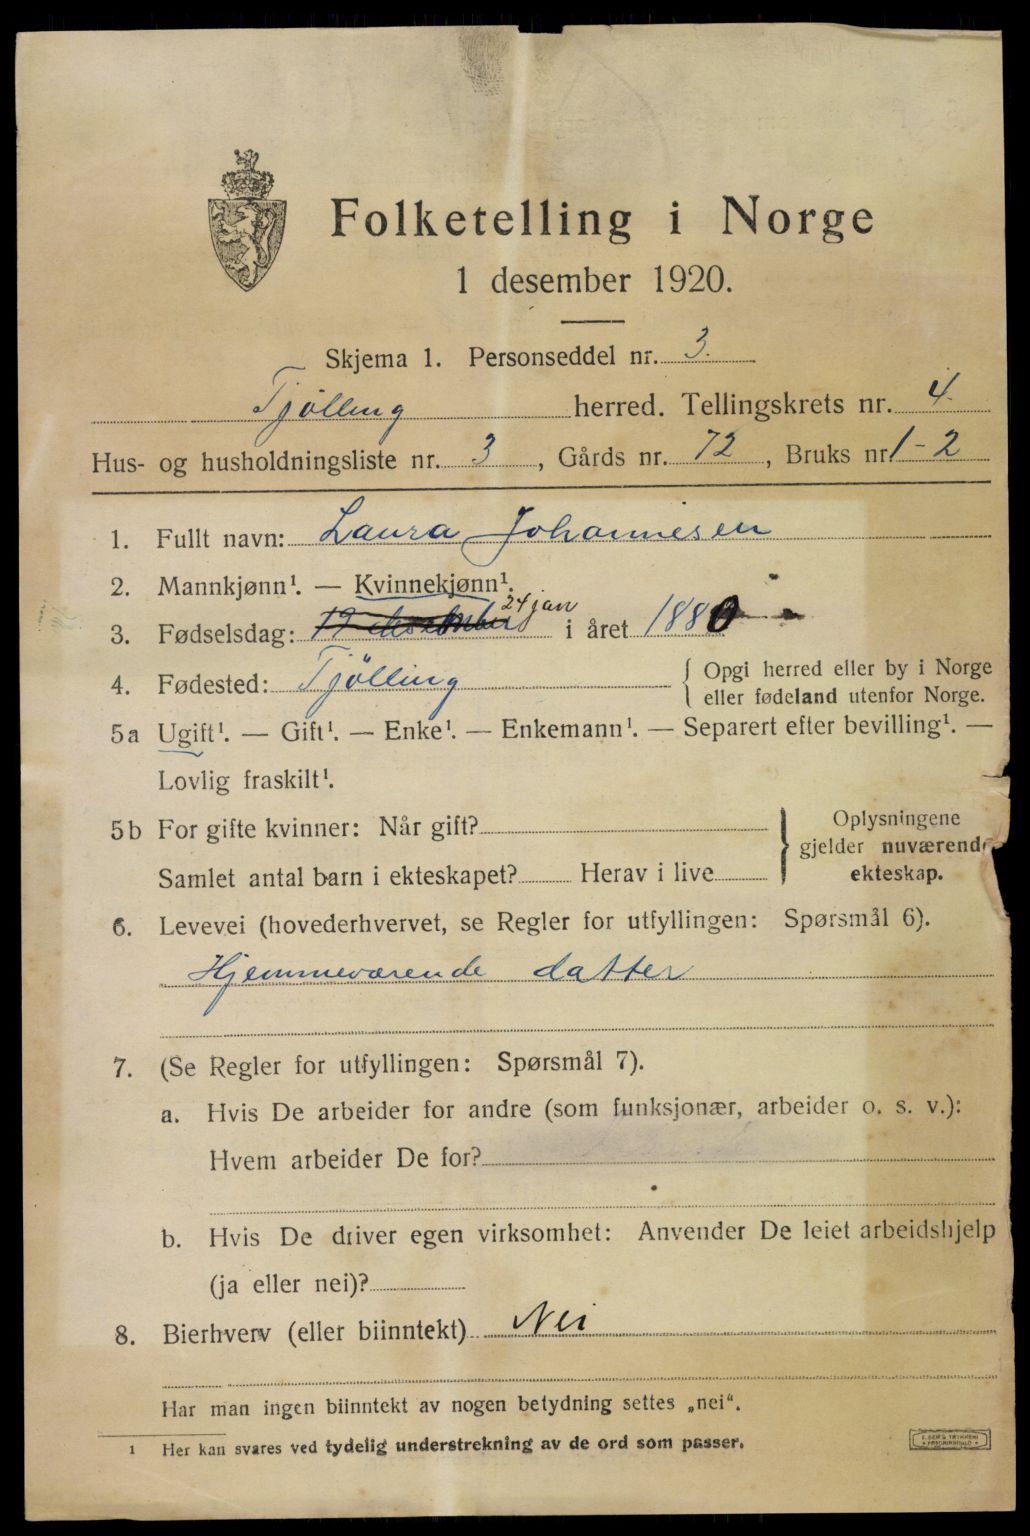 Folketelling i Norge
1 desember 1920.
Skjema 1. Personseddel nr. 3.
Tjölling herred. Tellingskrets nr. 4
Hus- og husholdningsliste nr. 3, Gårds nr. 72, Bruks nr. 1-2
1. Fullt navn: Laura Johannesen
2. Mannkjønn¹. — Kvinnekjønn¹.
24 jan
3. Fødselsdag: 19 desember i året 1880
4. Fødested: Tjölling { Opgi herred eller by i Norge
eller fødeland utenfor Norge.
5a Ugift¹. — Gift¹. — Enke¹. — Enkemann¹. — Separert efter bevilling¹. —
Lovlig fraskilt¹.
5b For gifte kvinner: Når gift?
Samlet antal barn i ekteskapet? Herav i live
Oplysningene
gjelder nuværende
ekteskap.
6. Levevei (hovederhvervet, se Regler for utfyllingen: Spørsmål 6).
Hjemmeværende datter
7. (Se Regler for utfyllingen: Spørsmål 7).
a. Hvis De arbeider for andre (som funksjonær, arbeider o. s. v.):
Hvem arbeider De for?
b. Hvis De driver egen virksomhet: Anvender De leiet arbeidshjelp
(ja eller nei)?
8. Bierhverv (eller biinntekt) Nei
Har man ingen biinntekt av nogen betydning settes „nei“.
1 Her kan svares ved tydelig understrekning av de ord som passer.